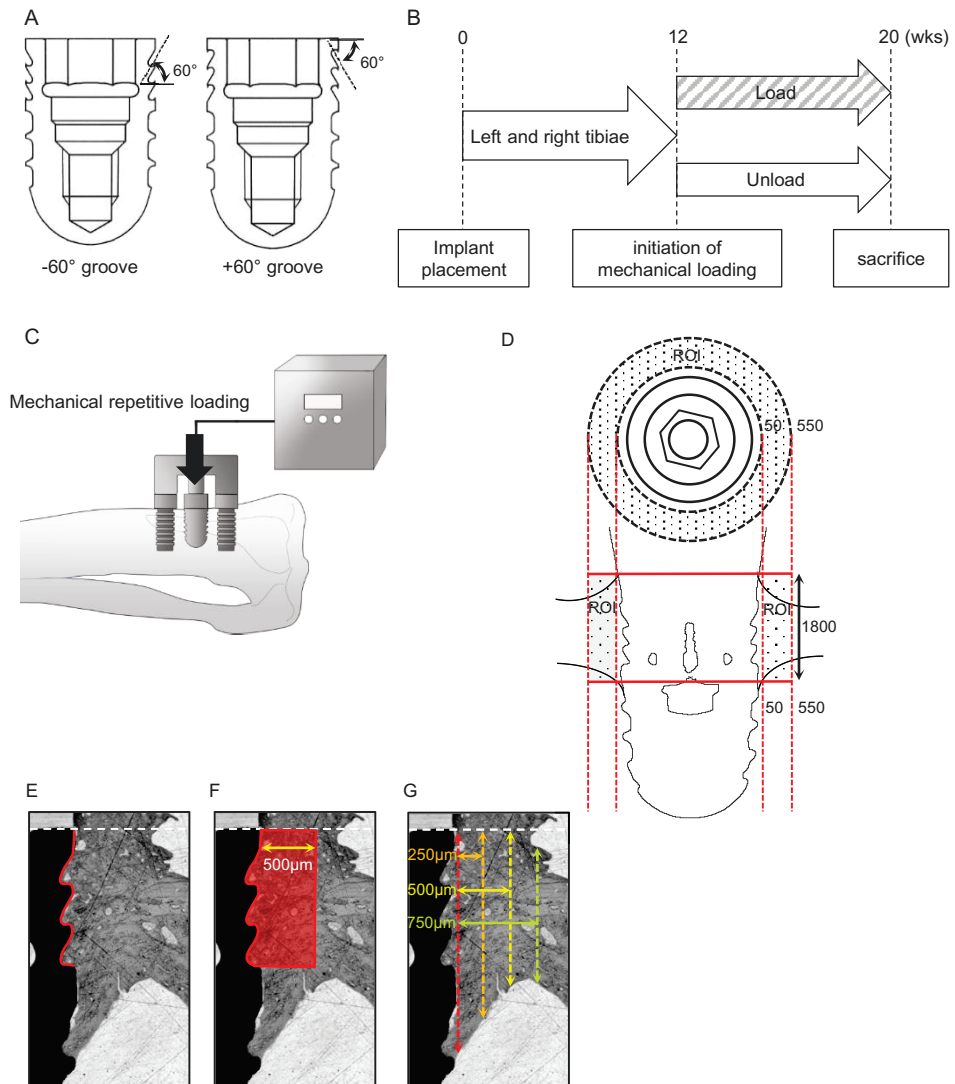 A
60°
60°
-60° groove
+60° groove
B
0
12
20 (wks)
Load
Left and right tibiae
Unload
Implant
placement
initiation of
mechanical loading
sacrifice
C
Mechanical repetitive loading
D
ROI
50
550
ROI
ROI
1800
50
550
E
F
500µm
G
250µm
500µm
750µm